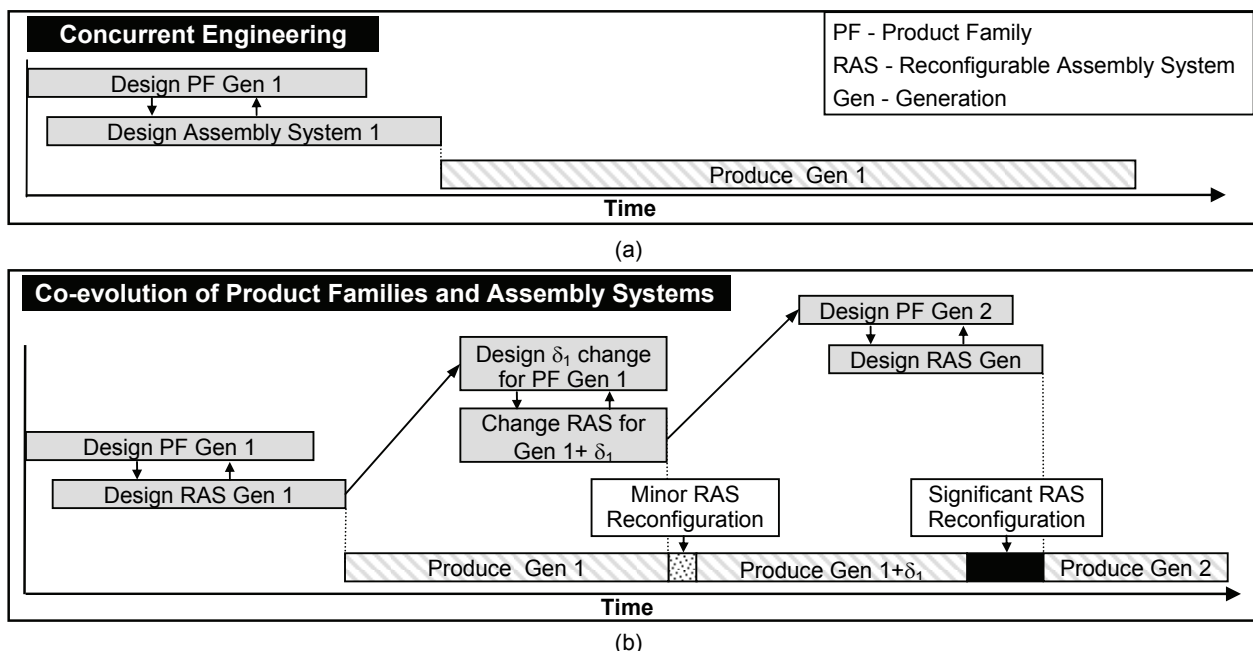 Concurrent Engineering
PF - Product Family
RAS - Reconfigurable Assembly System
Gen - Generation
Design PF Gen 1
Design Assembly System 1
Produce Gen 1
Time
(a)
Co-evolution of Product Families and Assembly Systems
Design PF Gen 2
Design RAS Gen
Design δ₁ change
for PF Gen 1
Change RAS for
Gen 1+ δ₁
Design PF Gen 1
Design RAS Gen 1
Minor RAS
Reconfiguration
Significant RAS
Reconfiguration
Produce Gen 1
Produce Gen 1+δ₁
Produce Gen 2
Time
(b)